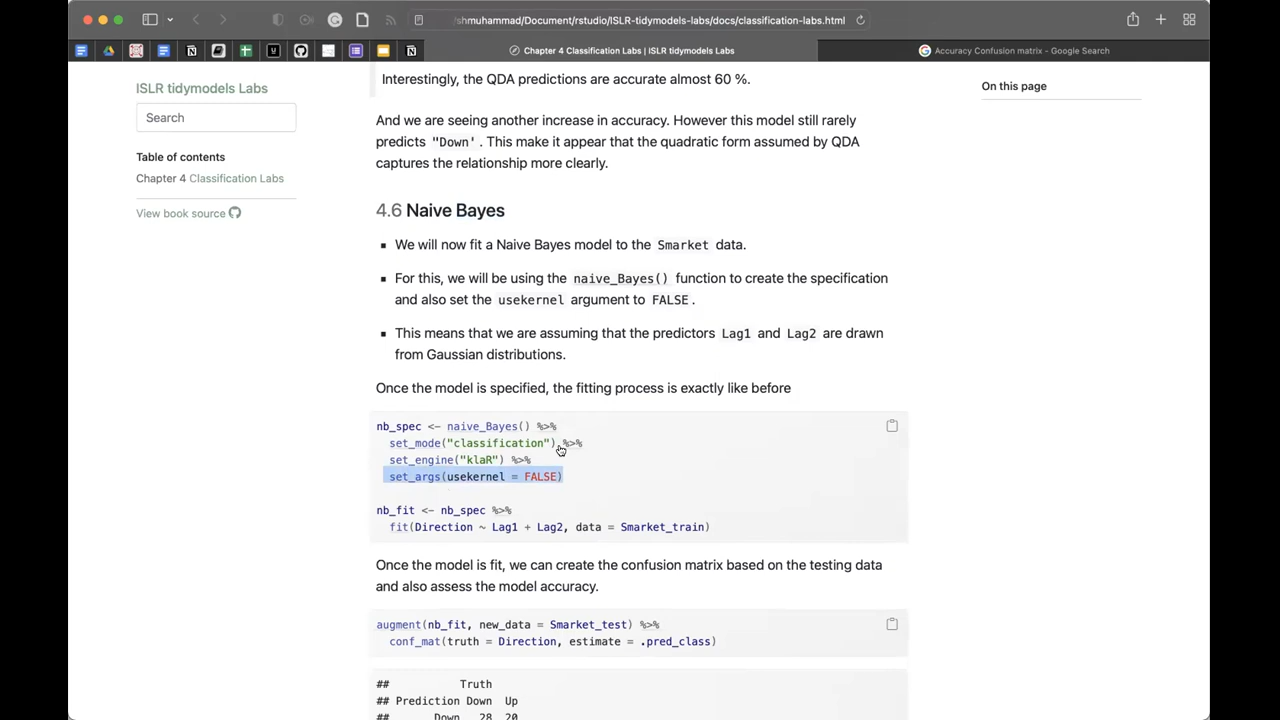 /shmuhammad/Document/rstudio/ISLR-tidymodels-labs/docs/classification-labs.html
Chapter 4 Classification Labs | ISLR tidymodels Labs
Accuracy Confusion matrix - Google Search
ISLR tidymodels Labs
Search
Table of contents
Chapter 4 Classification Labs
View book source
Interestingly, the QDA predictions are accurate almost 60 %.
And we are seeing another increase in accuracy. However this model still rarely
predicts "Down'. This make it appear that the quadratic form assumed by QDA
captures the relationship more clearly.
4.6 Naive Bayes
We will now fit a Naive Bayes model to the Smarket data.
For this, we will be using the naive_Bayes() function to create the specification
and also set the usekernel argument to FALSE.
This means that we are assuming that the predictors Lag1 and Lag2 are drawn
from Gaussian distributions.
Once the model is specified, the fitting process is exactly like before
nb_spec <- naive_Bayes() %>%
set_mode("classification") %>%
set_engine("klaR") %>%
set_args(usekernel = FALSE)
nb_fit <- nb_spec %>%
fit(Direction ~ Lag1 + Lag2, data = Smarket_train)
Once the model is fit, we can create the confusion matrix based on the testing data
and also assess the model accuracy.
augment(nb_fit, new_data = Smarket_test) %>%
conf_mat(truth = Direction, estimate = .pred_class)
## Truth
## Prediction Down Up
## Down 28 20
On this page